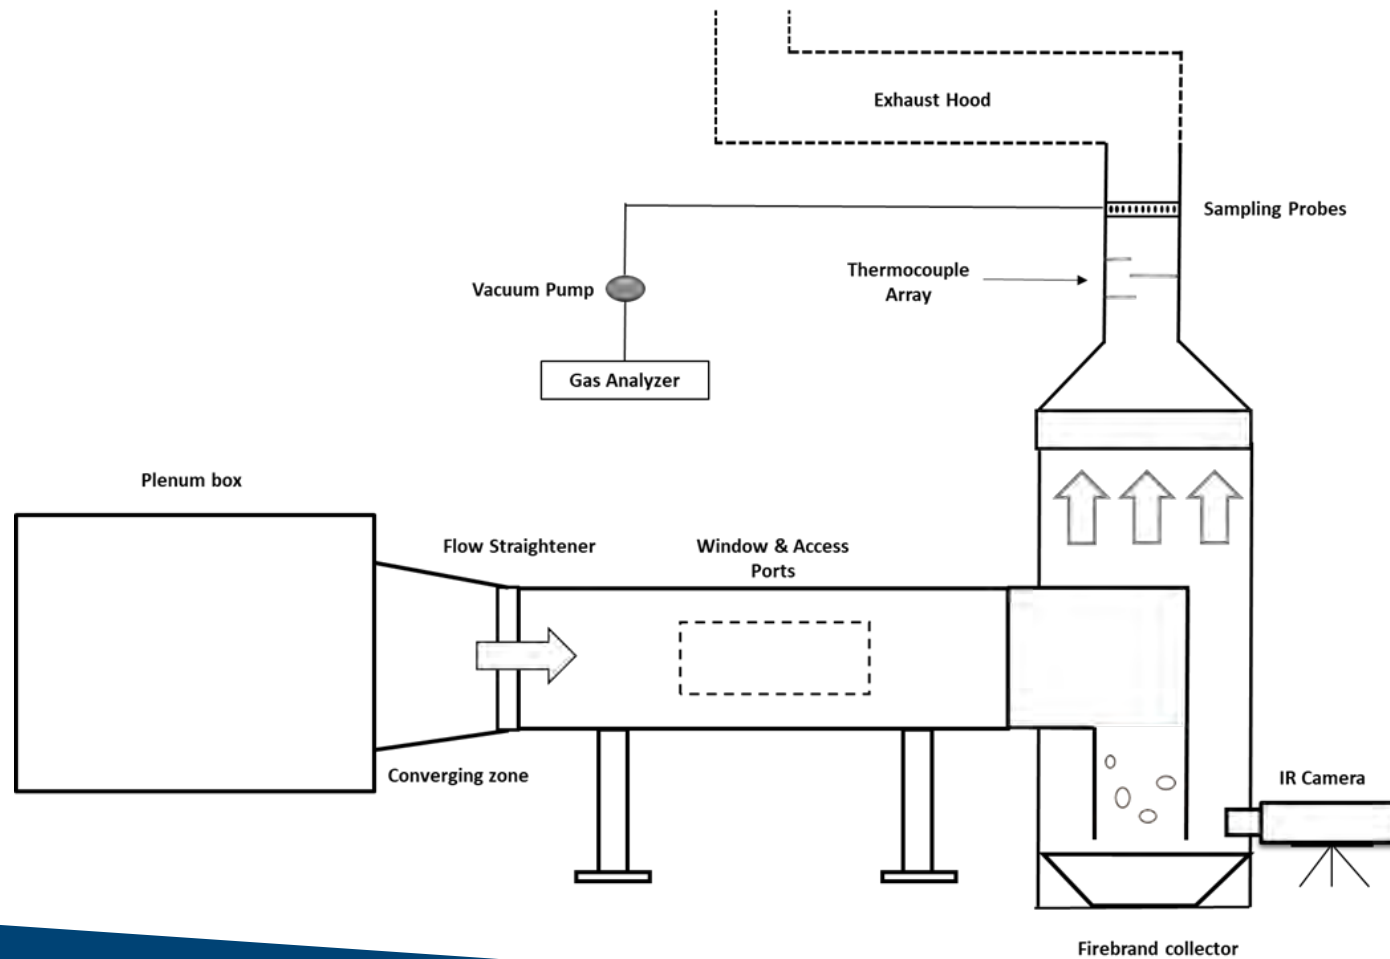 Exhaust Hood
Sampling Probes
Thermocouple
Array
Vacuum Pump
Gas Analyzer
Plenum box
Flow Straightener
Window & Access
Ports
Converging zone
IR Camera
Firebrand collector